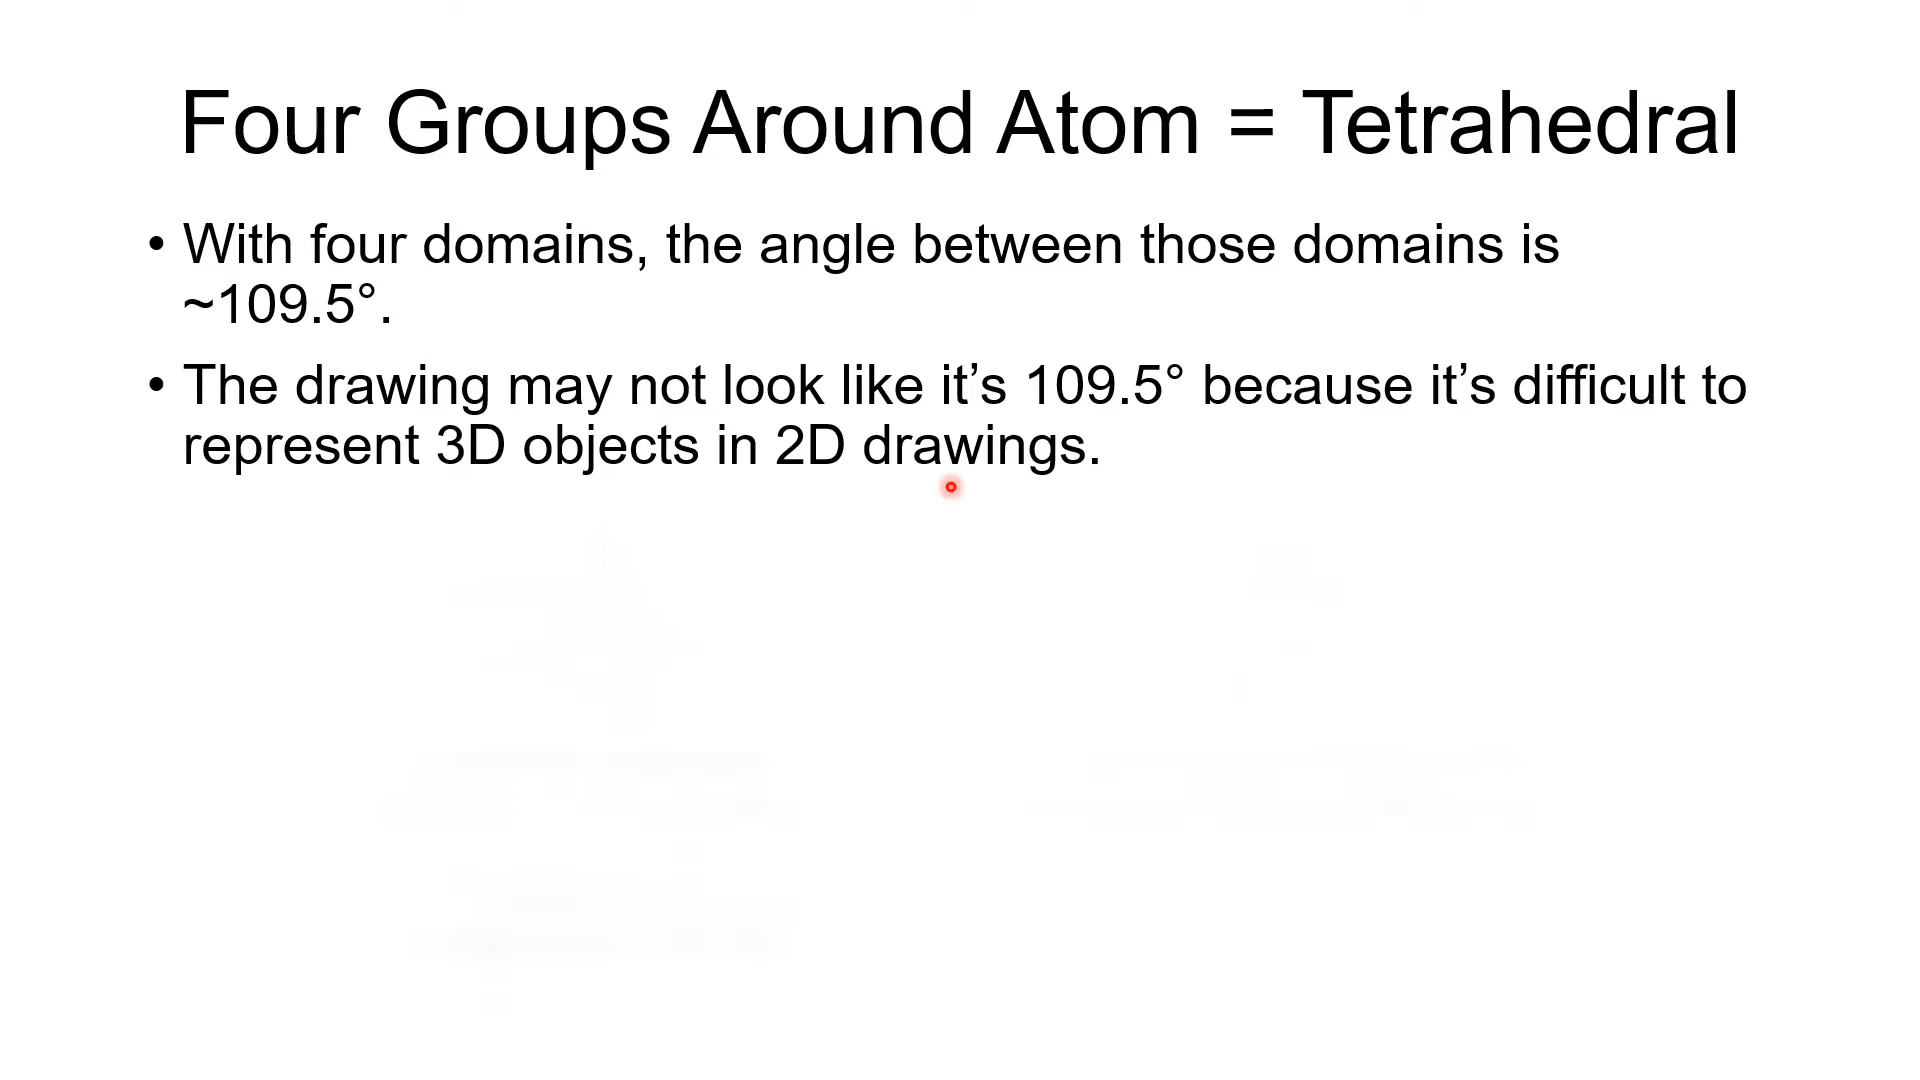 Four Groups Around Atom = Tetrahedral
• With four domains, the angle between those domains is
~109.5°.
• The drawing may not look like it’s 109.5° because it’s difficult to
represent 3D objects in 2D drawings.